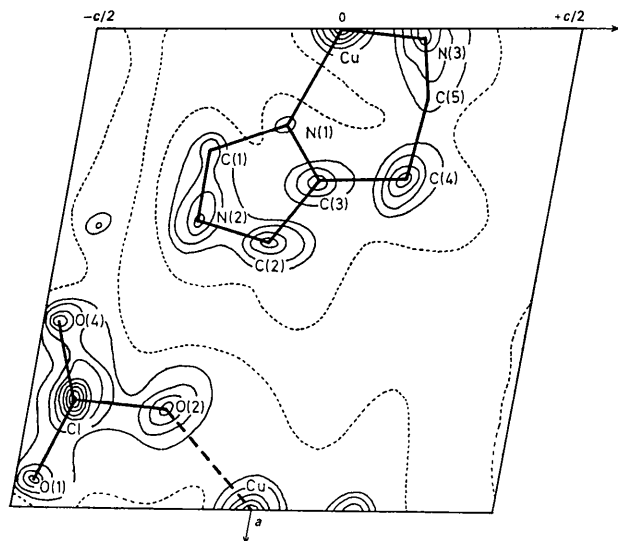 -c/2 0 +c/2
Cu N(3)
C(5)
N(1)
C(1) C(4)
C(3)
N(2)
C(2)
O(4)
O(2)
Cl
O(1) Cu
a